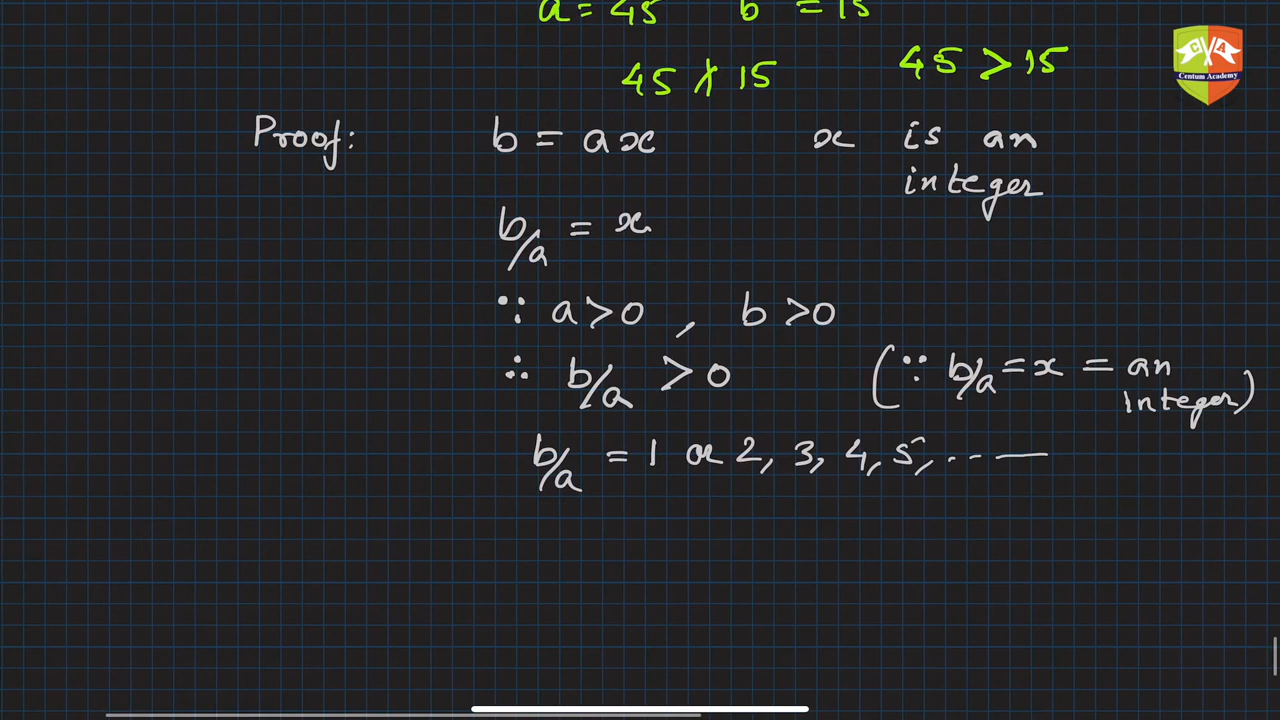 a = 45 b = 15
45 ∤ 15 45 > 15
C A
Centum Academy
Proof: b = ax x is an
integer
b/a = x
∵ a>0 , b >0
∴ b/a > 0 (∵ b/a = x = an
integer)
b/a = 1 or 2, 3, 4, 5, ... —